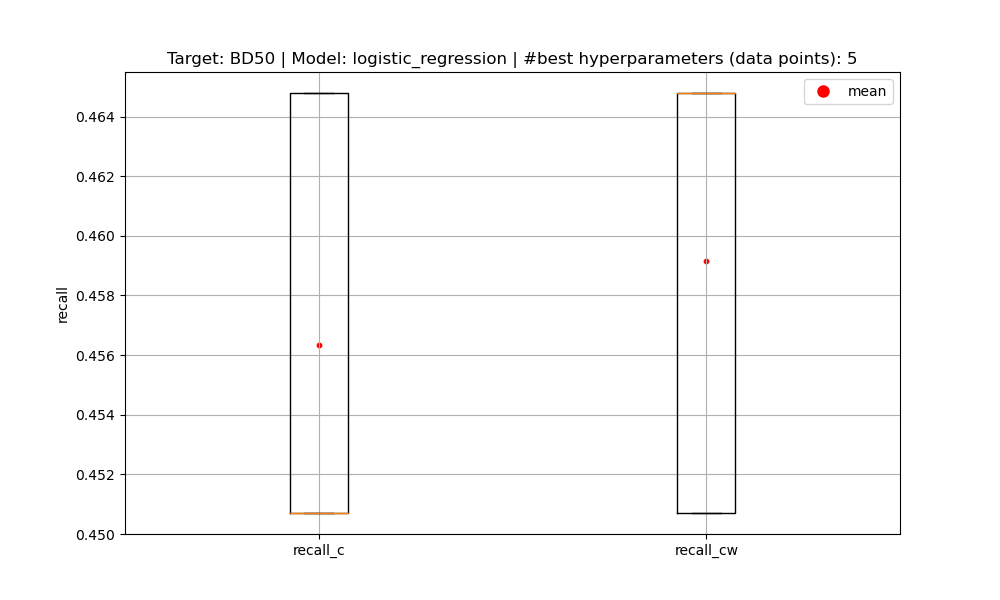 Target: BD50 | Model: logistic_regression | #best hyperparameters (data points): 5
mean
0.464
0.462
0.460
0.458
0.456
0.454
0.452
0.450
recall
recall_c
recall_cw